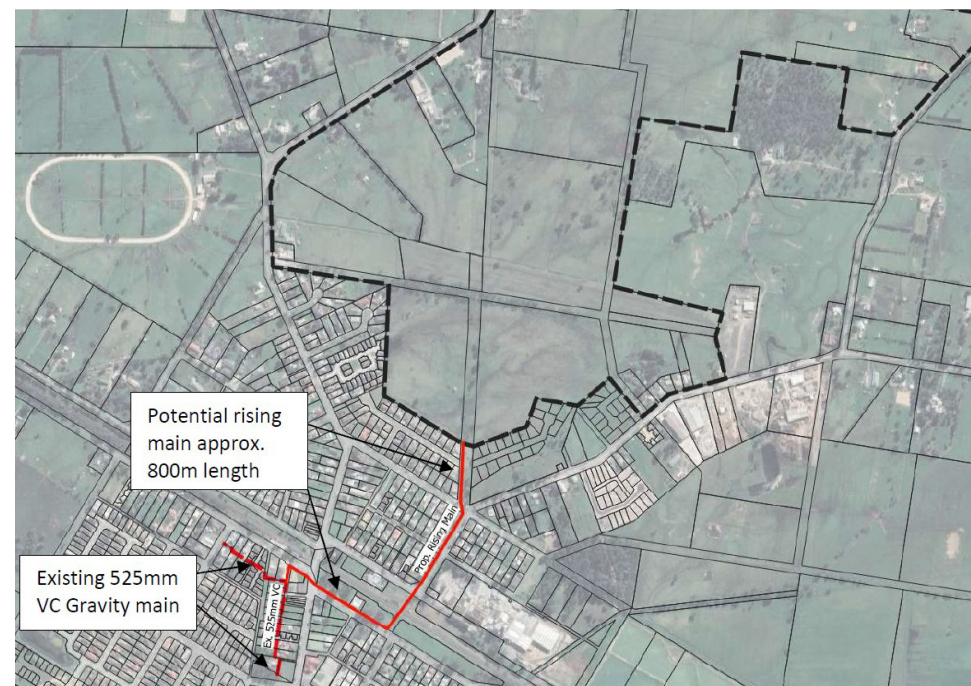 Potential rising
main approx.
800m length
Prop. Rising Main
Existing 525mm
VC Gravity main
Ex. 525mm VC